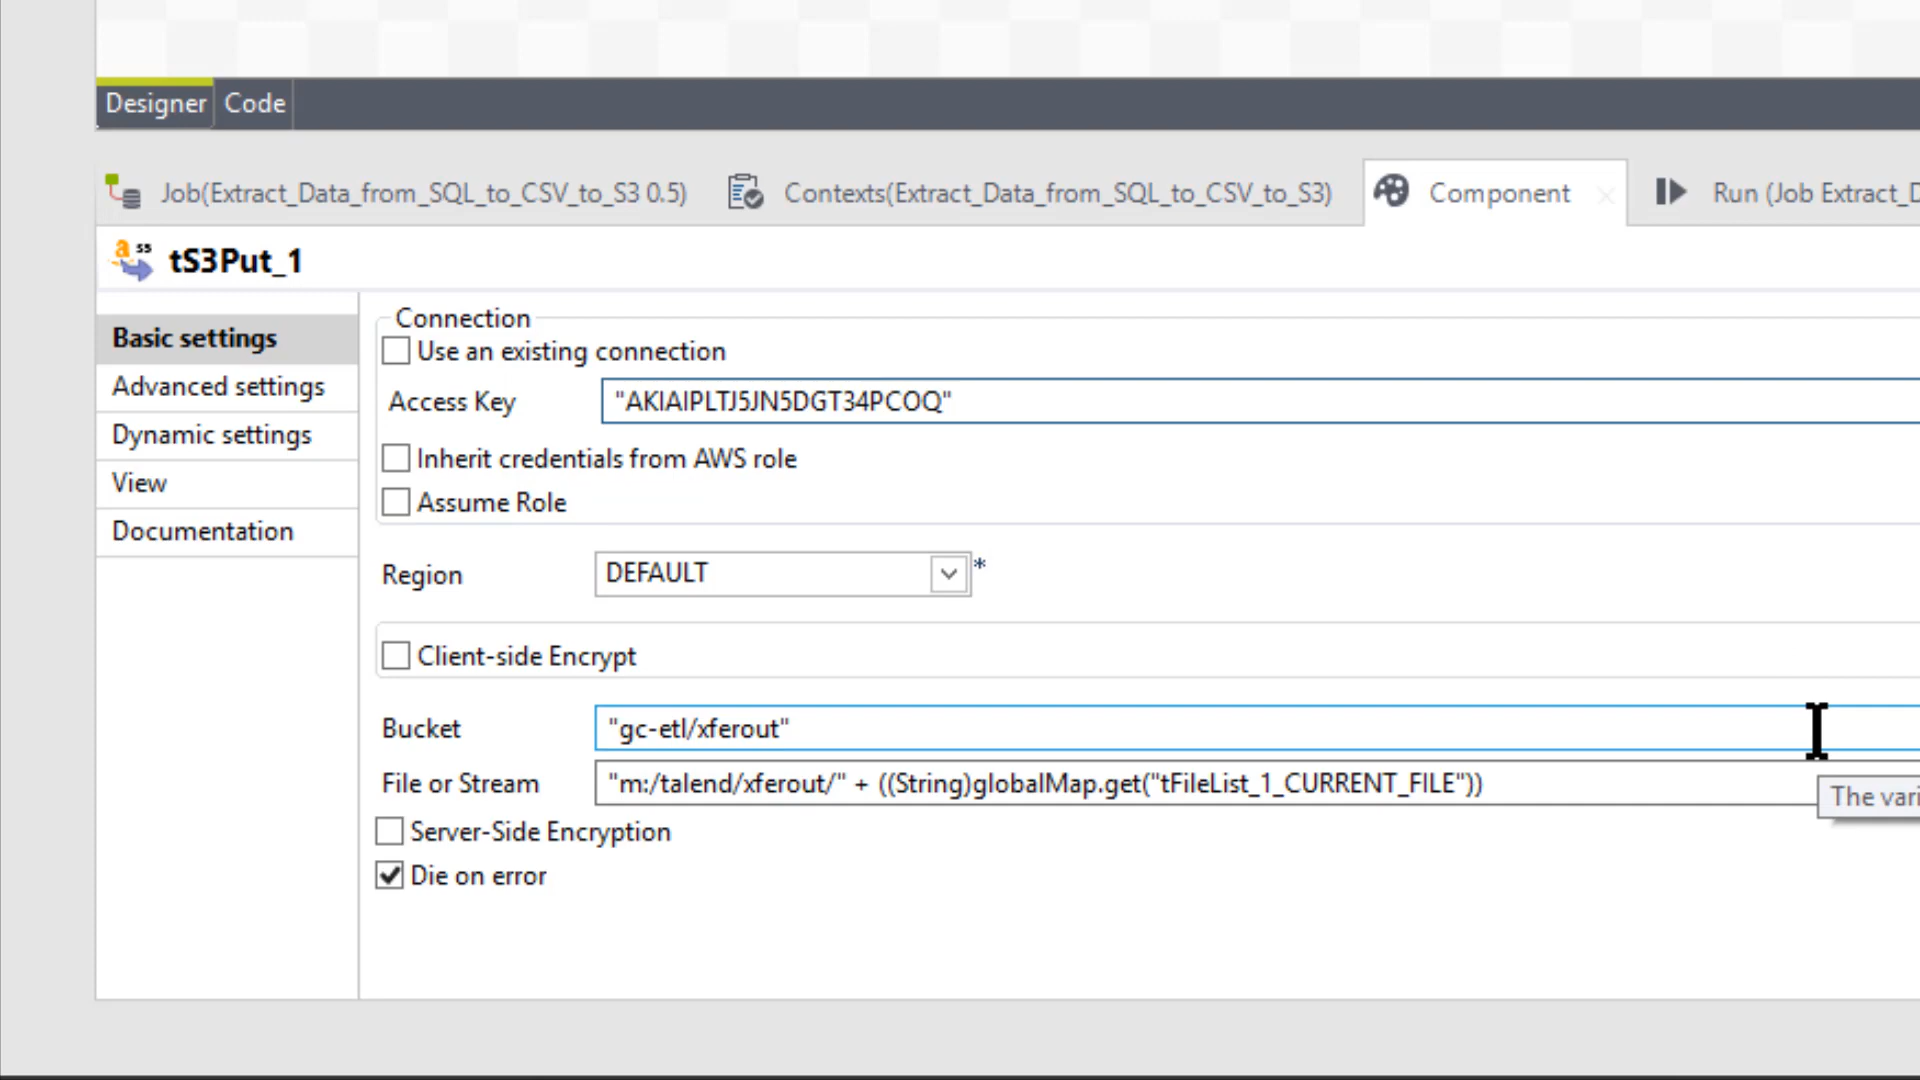 Designer Code
Job(Extract_Data_from_SQL_to_CSV_to_S3 0.5) Contexts(Extract_Data_from_SQL_to_CSV_to_S3) Component Run (Job Extract_D
tS3Put_1
Basic settings
Advanced settings
Dynamic settings
View
Documentation
Connection
Use an existing connection
Access Key "AKIAIPLTJ5JN5DGT34PCOQ"
Inherit credentials from AWS role
Assume Role
Region DEFAULT *
Client-side Encrypt
Bucket "gc-etl/xferout"
File or Stream "m:/talend/xferout/" + ((String)globalMap.get("tFileList_1_CURRENT_FILE"))
The vari
Server-Side Encryption
Die on error